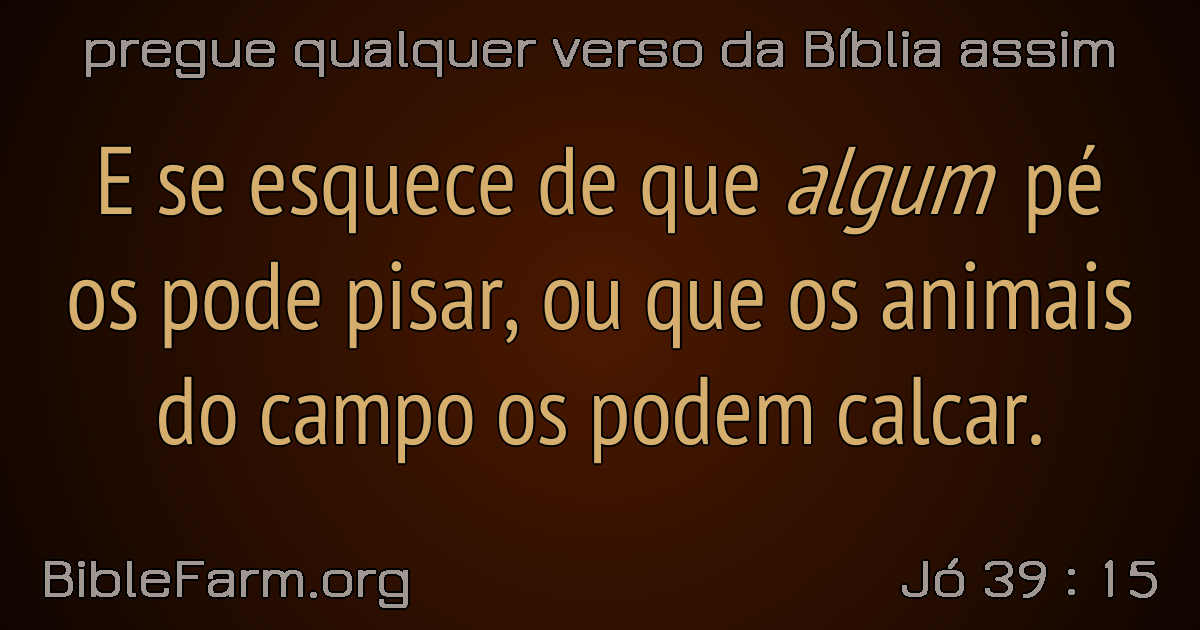 pregue qualquer verso da Bíblia assim
E se esquece de que algum pé
os pode pisar, ou que os animais
do campo os podem calcar.
BibleFarm.org
Jó 39 : 15